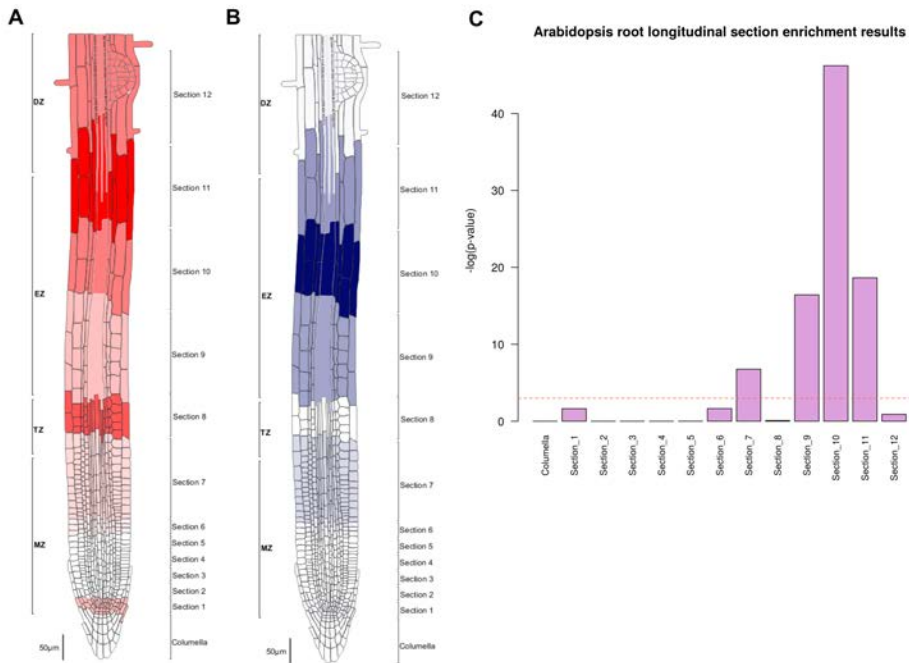 A
DZ
EZ
TZ
MZ
Section 12
Section 11
Section 10
Section 9
Section 8
Section 7
Section 6
Section 5
Section 4
Section 3
Section 2
Section 1
Columella
50µm
B
DZ
EZ
TZ
MZ
Section 12
Section 11
Section 10
Section 9
Section 8
Section 7
Section 6
Section 5
Section 4
Section 3
Section 2
Section 1
Columella
50µm
C
Arabidopsis root longitudinal section enrichment results
-log(p-value)
40
30
20
10
0
Columella
Section_1
Section_2
Section_3
Section_4
Section_5
Section_6
Section_7
Section_8
Section_9
Section_10
Section_11
Section_12